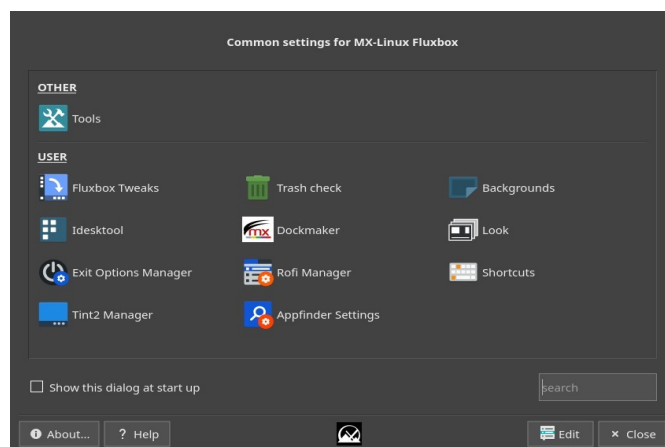 Common settings for MX-Linux Fluxbox
OTHER
Tools
USER
Fluxbox Tweaks
Trash check
Backgrounds
Idesktool
mx
Dockmaker
Look
Exit Options Manager
Rofi Manager
Shortcuts
Tint2 Manager
Appfinder Settings
Show this dialog at start up
search
About...
? Help
Edit
× Close